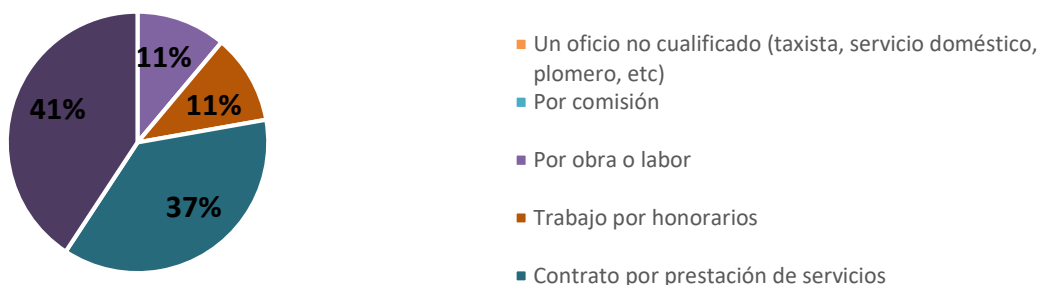 11%
11%
41%
37%
Un oficio no cualificado (taxista, servicio doméstico,
plomero, etc)
Por comisión
Por obra o labor
Trabajo por honorarios
Contrato por prestación de servicios